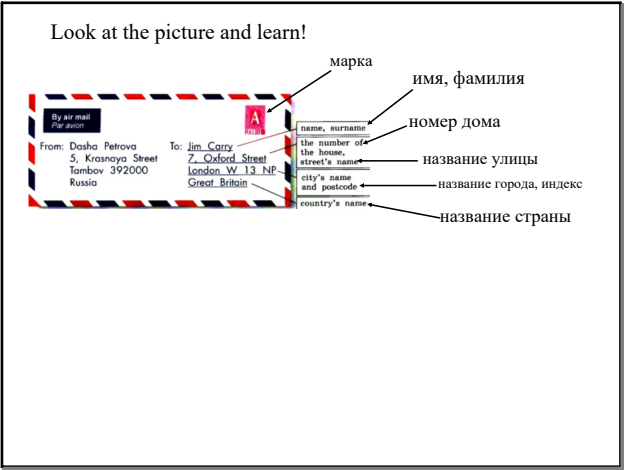 Look at the picture and learn!
марка
имя, фамилия
By air mail
Par avion
A
name, surname
номер дома
From: Dasha Petrova
5, Krasnaya Street
Tambov 392000
Russia
To: Jim Carry
7, Oxford Street
London W 13 NP
Great Britain
the number of
the house,
street's name
название улицы
city's name
and postcode
название города, индекс
country's name
название страны